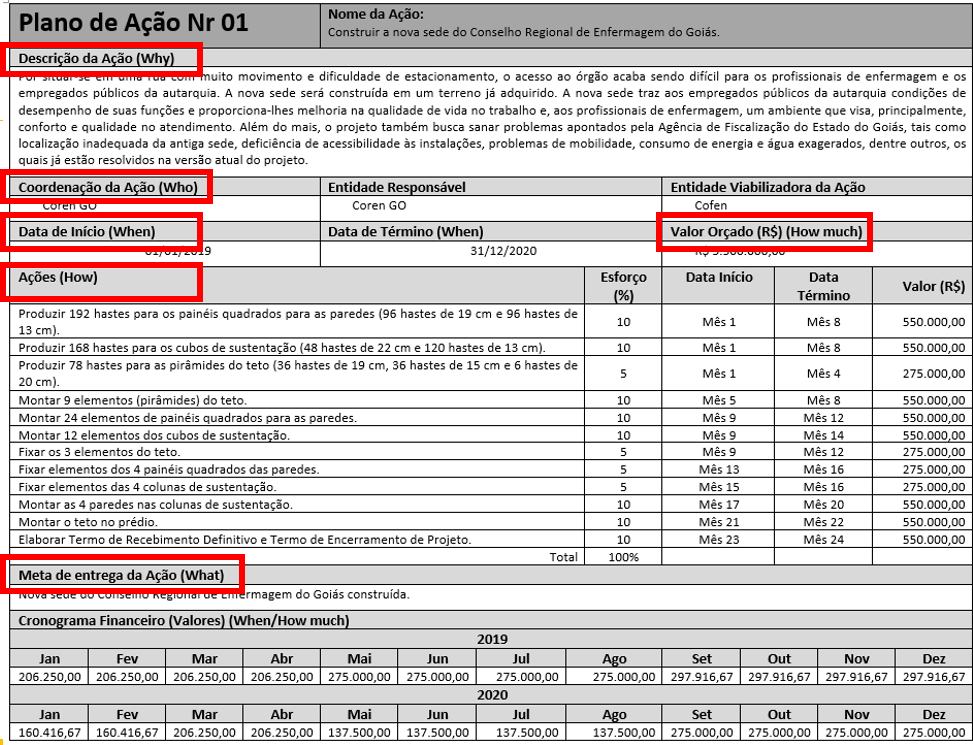 Plano de Ação Nr 01
Nome da Ação:
Construir a nova sede do Conselho Regional de Enfermagem do Goiás.
Descrição da Ação (Why)
Por situar-se em uma rua com muito movimento e dificuldade de estacionamento, o acesso ao órgão acaba sendo difícil para os profissionais de enfermagem e os
empregados públicos da autarquia. A nova sede será construída em um terreno já adquirido. A nova sede traz aos empregados públicos da autarquia condições de
desempenho de suas funções e proporciona-lhes melhoria na qualidade de vida no trabalho e, aos profissionais de enfermagem, um ambiente que visa, principalmente,
conforto e qualidade no atendimento. Além do mais, o projeto também busca sanar problemas apontados pela Agência de Fiscalização do Estado do Goiás, tais como
localização inadequada da antiga sede, deficiência de acessibilidade às instalações, problemas de mobilidade, consumo de energia e água exagerados, dentre outros, os
quais já estão resolvidos na versão atual do projeto.
Coordenação da Ação (Who) Entidade Responsável Entidade Viabilizadora da Ação
Coren GO Coren GO Cofen
Data de Início (When) Data de Término (When) Valor Orçado (R$) (How much)
01/01/2019 31/12/2020 R$ 5.500.000,00
Ações (How) Esforço (%) Data Início Data Término Valor (R$)
Produzir 192 hastes para os painéis quadrados para as paredes (96 hastes de 19 cm e 96 hastes de
13 cm). 10 Mês 1 Mês 8 550.000,00
Produzir 168 hastes para os cubos de sustentação (48 hastes de 22 cm e 120 hastes de 13 cm). 10 Mês 1 Mês 8 550.000,00
Produzir 78 hastes para as pirâmides do teto (36 hastes de 19 cm, 36 hastes de 15 cm e 6 hastes de
20 cm). 5 Mês 1 Mês 4 275.000,00
Montar 9 elementos (pirâmides) do teto. 10 Mês 5 Mês 8 550.000,00
Montar 24 elementos de painéis quadrados para as paredes. 10 Mês 9 Mês 12 550.000,00
Montar 12 elementos dos cubos de sustentação. 10 Mês 9 Mês 14 550.000,00
Fixar os 3 elementos do teto. 5 Mês 9 Mês 12 275.000,00
Fixar elementos dos 4 painéis quadrados das paredes. 5 Mês 13 Mês 16 275.000,00
Fixar elementos das 4 colunas de sustentação. 5 Mês 15 Mês 16 275.000,00
Montar as 4 paredes nas colunas de sustentação. 10 Mês 17 Mês 20 550.000,00
Montar o teto no prédio. 10 Mês 21 Mês 22 550.000,00
Elaborar Termo de Recebimento Definitivo e Termo de Encerramento de Projeto. 10 Mês 23 Mês 24 550.000,00
Total 100%
Meta de entrega da Ação (What)
Nova sede do Conselho Regional de Enfermagem do Goiás construída.
Cronograma Financeiro (Valores) (When/How much)
2019
Jan Fev Mar Abr Mai Jun Jul Ago Set Out Nov Dez
206.250,00 206.250,00 206.250,00 206.250,00 275.000,00 275.000,00 275.000,00 275.000,00 297.916,67 297.916,67 297.916,67 297.916,67
2020
Jan Fev Mar Abr Mai Jun Jul Ago Set Out Nov Dez
160.416,67 160.416,67 206.250,00 206.250,00 137.500,00 137.500,00 137.500,00 137.500,00 275.000,00 275.000,00 275.000,00 275.000,00